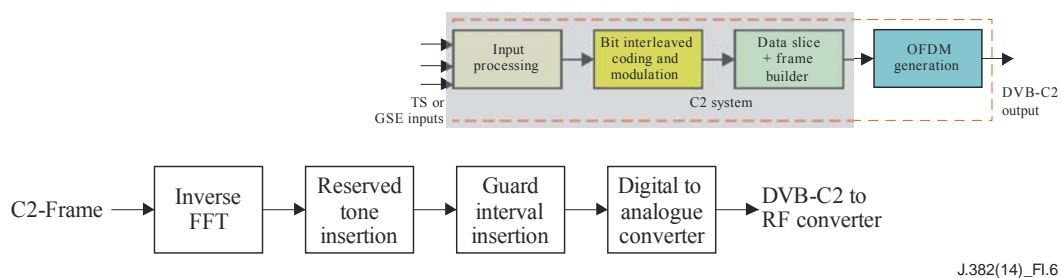 Input
processing
Bit interleaved
coding and
modulation
Data slice
+ frame
builder
OFDM
generation
TS or
GSE inputs
C2 system
DVB-C2
output
C2-Frame
Inverse
FFT
Reserved
tone
insertion
Guard
interval
insertion
Digital to
analogue
converter
DVB-C2 to
RF converter
J.382(14)_FI.6